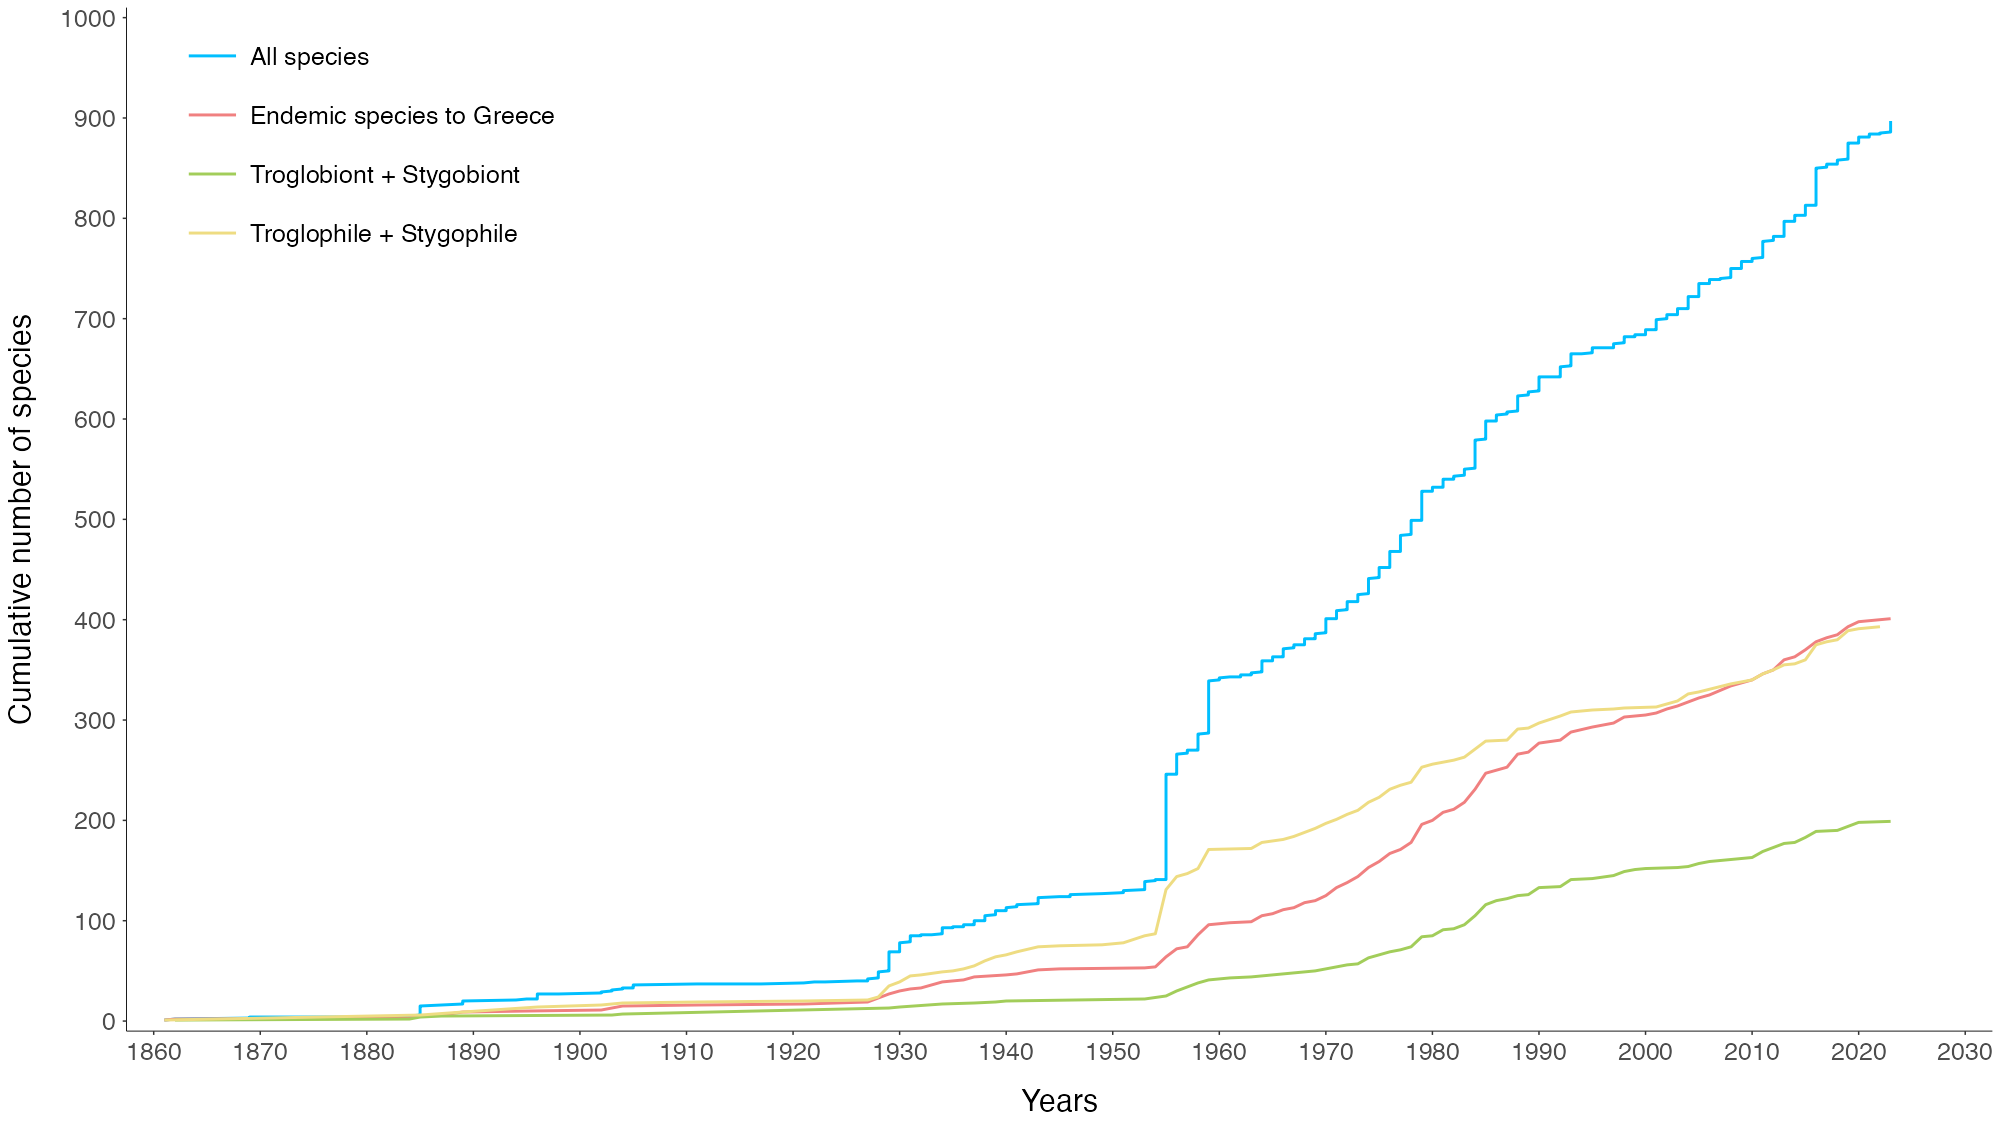 1000
900
800
700
600
500
400
300
200
100
0
Cumulative number of species
All species
Endemic species to Greece
Troglobiont + Stygobiont
Troglophile + Stygophile
1860 1870 1880 1890 1900 1910 1920 1930 1940 1950 1960 1970 1980 1990 2000 2010 2020 2030
Years